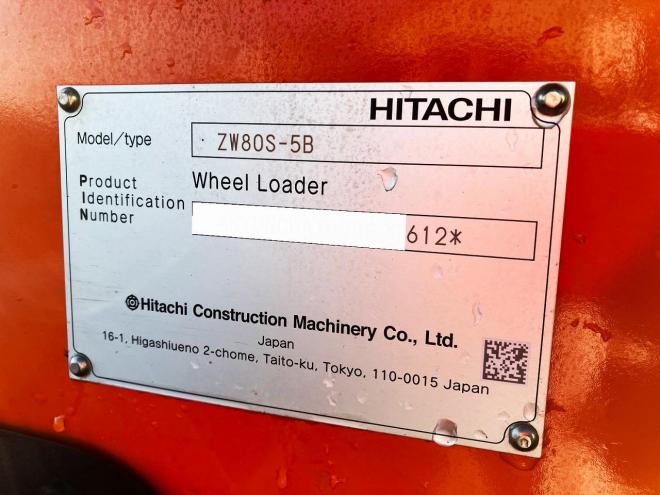 HITACHI
Model/type ZW80S-5B
Wheel Loader
Product
Identification
Number
612*
Hitachi Construction Machinery Co., Ltd.
Japan
16-1, Higashiueno 2-chome, Taito-ku, Tokyo, 110-0015 Japan